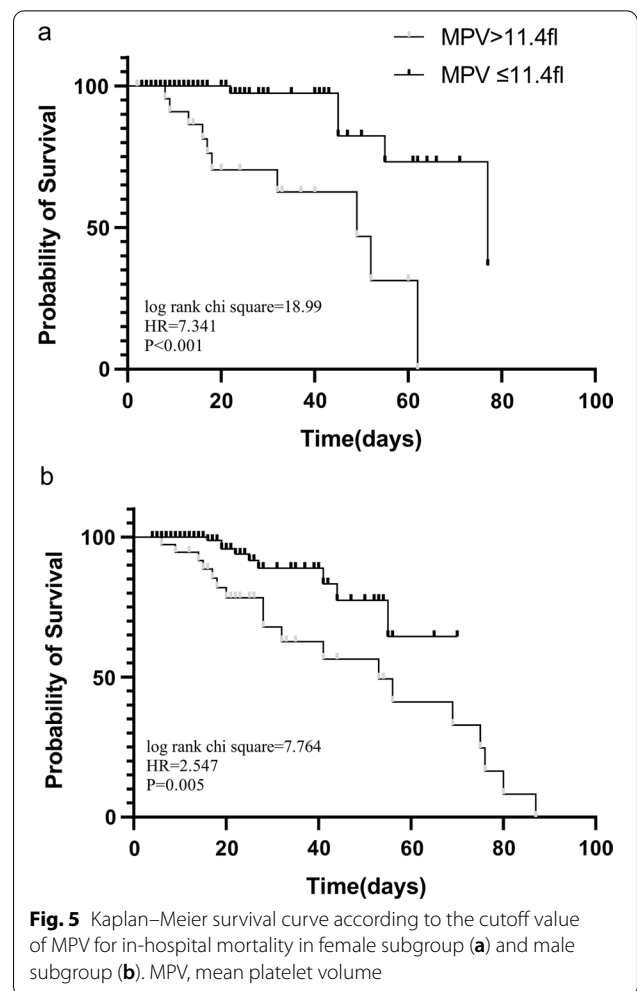 a
MPV>11.4fl
MPV ≤11.4fl
Probability of Survival
100
50
0
log rank chi square=18.99
HR=7.341
P<0.001
0 20 40 60 80 100
Time(days)
b
Probability of Survival
100
50
0
log rank chi square=7.764
HR=2.547
P=0.005
0 20 40 60 80 100
Time(days)
Fig. 5 Kaplan–Meier survival curve according to the cutoff value
of MPV for in-hospital mortality in female subgroup (a) and male
subgroup (b). MPV, mean platelet volume